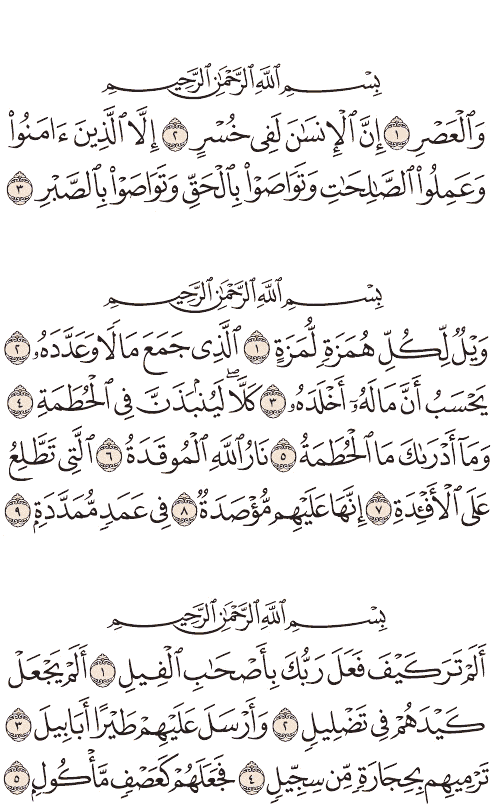 بِسْمِ ٱللَّهِ ٱلرَّحْمَـٰنِ ٱلرَّحِيمِ
وَٱلْعَصْرِ ١ إِنَّ ٱلْإِنسَـٰنَ لَفِى خُسْرٍ ٢ إِلَّا ٱلَّذِينَ ءَامَنُوا۟
وَعَمِلُوا۟ ٱلصَّـٰلِحَـٰتِ وَتَوَاصَوْا۟ بِٱلْحَقِّ وَتَوَاصَوْا۟ بِٱلصَّبْرِ ٣
بِسْمِ ٱللَّهِ ٱلرَّحْمَـٰنِ ٱلرَّحِيمِ
وَيْلٌ لِّكُلِّ هُمَزَةٍ لُّمَزَةٍ ١ ٱلَّذِى جَمَعَ مَالًا وَعَدَّدَهُۥ ٢
يَحْسَبُ أَنَّ مَالَهُۥٓ أَخْلَدَهُۥ ٣ كَلَّا ۖ لَيُنۢبَذَنَّ فِى ٱلْحُطَمَةِ ٤
وَمَآ أَدْرَىٰكَ مَا ٱلْحُطَمَةُ ٥ نَارُ ٱللَّهِ ٱلْمُوقَدَةُ ٦ ٱلَّتِى تَطَّلِعُ
عَلَى ٱلْأَفْـِٔدَةِ ٧ إِنَّهَا عَلَيْهِم مُّؤْصَدَةٌ ٨ فِى عَمَدٍ مُّمَدَّدَةٍۭ ٩
بِسْمِ ٱللَّهِ ٱلرَّحْمَـٰنِ ٱلرَّحِيمِ
أَلَمْ تَرَ كَيْفَ فَعَلَ رَبُّكَ بِأَصْحَـٰبِ ٱلْفِيلِ ١ أَلَمْ يَجْعَلْ
كَيْدَهُمْ فِى تَضْلِيلٍ ٢ وَأَرْسَلَ عَلَيْهِمْ طَيْرًا أَبَابِيلَ ٣
تَرْمِيهِم بِحِجَارَةٍ مِّن سِجِّيلٍ ٤ فَجَعَلَهُمْ كَعَصْفٍ مَّأْكُولٍۭ ٥